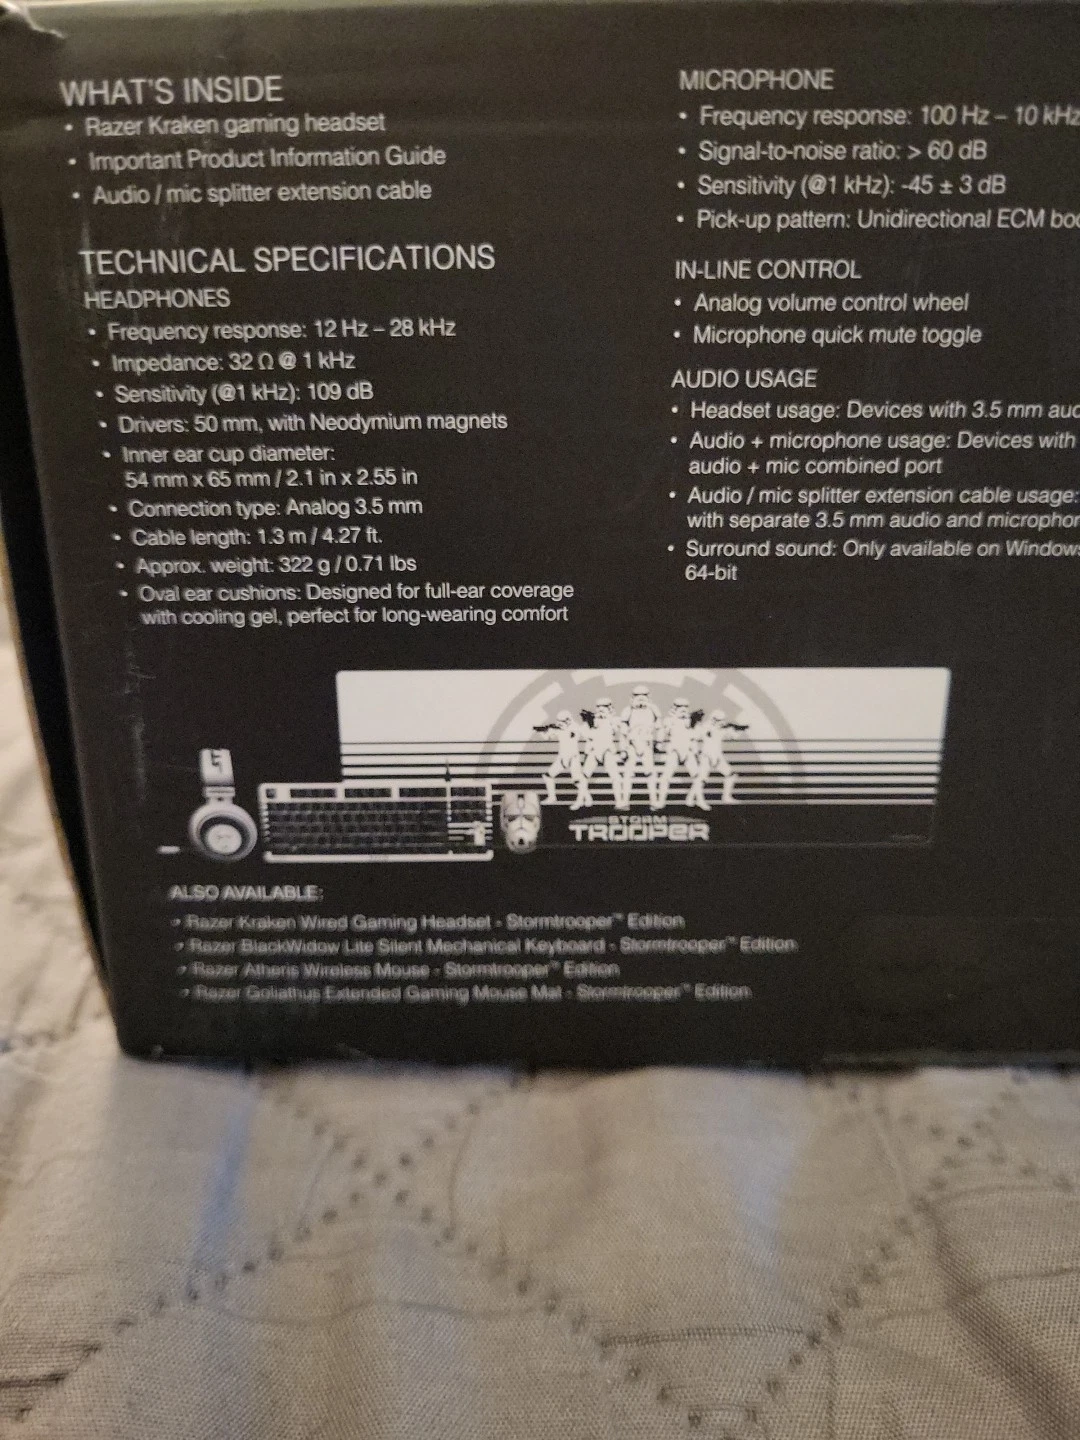 WHAT'S INSIDE
• Razer Kraken gaming headset
• Important Product Information Guide
• Audio / mic splitter extension cable
TECHNICAL SPECIFICATIONS
HEADPHONES
• Frequency response: 12 Hz – 28 kHz
• Impedance: 32 Ω @ 1 kHz
• Sensitivity (@1 kHz): 109 dB
• Drivers: 50 mm, with Neodymium magnets
• Inner ear cup diameter:
54 mm x 65 mm / 2.1 in x 2.55 in
• Connection type: Analog 3.5 mm
• Cable length: 1.3 m / 4.27 ft.
• Approx. weight: 322 g / 0.71 lbs
• Oval ear cushions: Designed for full-ear coverage
with cooling gel, perfect for long-wearing comfort
MICROPHONE
• Frequency response: 100 Hz – 10 kHz
• Signal-to-noise ratio: > 60 dB
• Sensitivity (@1 kHz): -45 ± 3 dB
• Pick-up pattern: Unidirectional ECM
IN-LINE CONTROL
• Analog volume control wheel
• Microphone quick mute toggle
AUDIO USAGE
• Headset usage: Devices with 3.5 mm
• Audio + microphone usage: Devices with
audio + mic combined port
• Audio / mic splitter extension cable usage:
with separate 3.5 mm audio and
• Surround sound: Only available on
64-bit
STORM
TROOPER
ALSO AVAILABLE:
• Razer Kraken Wired Gaming Headset - Stormtrooper™ Edition
• Razer BlackWidow Lite Silent Mechanical Keyboard - Stormtrooper™ Edition
• Razer Atheris Wireless Mouse - Stormtrooper™ Edition
• Razer Goliathus Extended Gaming Mouse Mat - Stormtrooper™ Edition